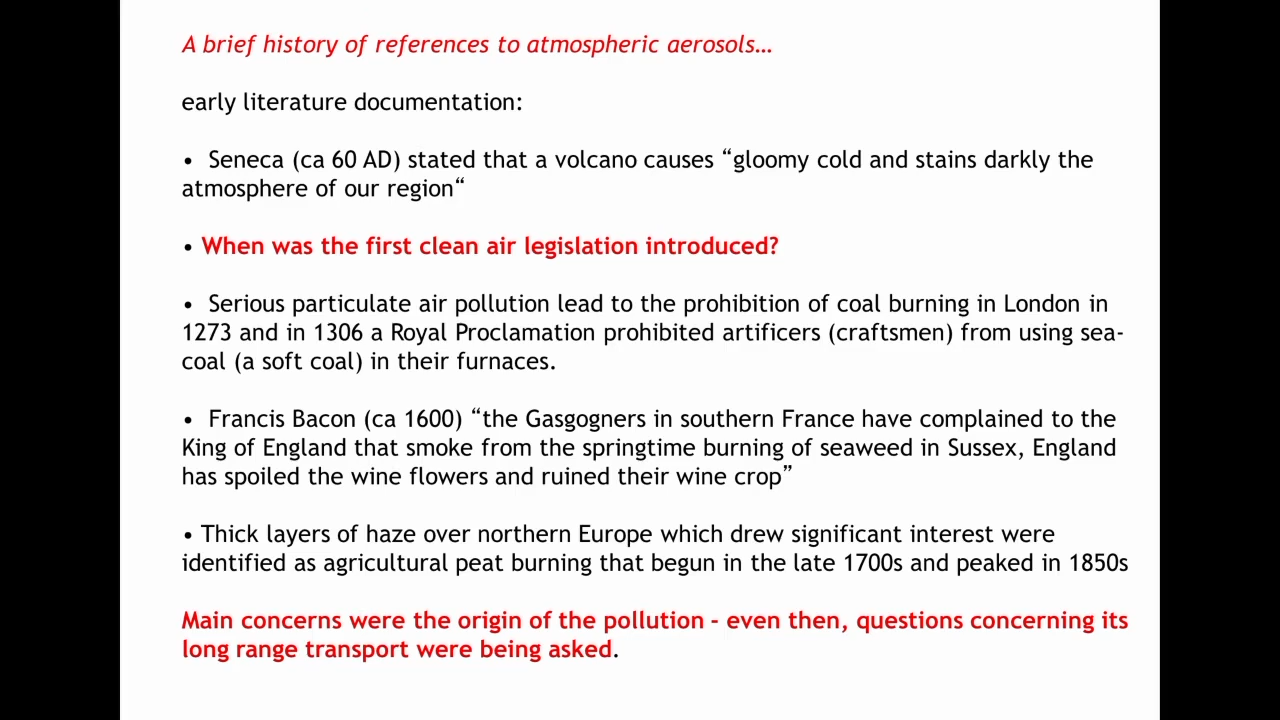 A brief history of references to atmospheric aerosols…
early literature documentation:
• Seneca (ca 60 AD) stated that a volcano causes “gloomy cold and stains darkly the
atmosphere of our region“
• When was the first clean air legislation introduced?
• Serious particulate air pollution lead to the prohibition of coal burning in London in
1273 and in 1306 a Royal Proclamation prohibited artificers (craftsmen) from using sea-
coal (a soft coal) in their furnaces.
• Francis Bacon (ca 1600) “the Gasgogners in southern France have complained to the
King of England that smoke from the springtime burning of seaweed in Sussex, England
has spoiled the wine flowers and ruined their wine crop”
• Thick layers of haze over northern Europe which drew significant interest were
identified as agricultural peat burning that begun in the late 1700s and peaked in 1850s
Main concerns were the origin of the pollution - even then, questions concerning its
long range transport were being asked.